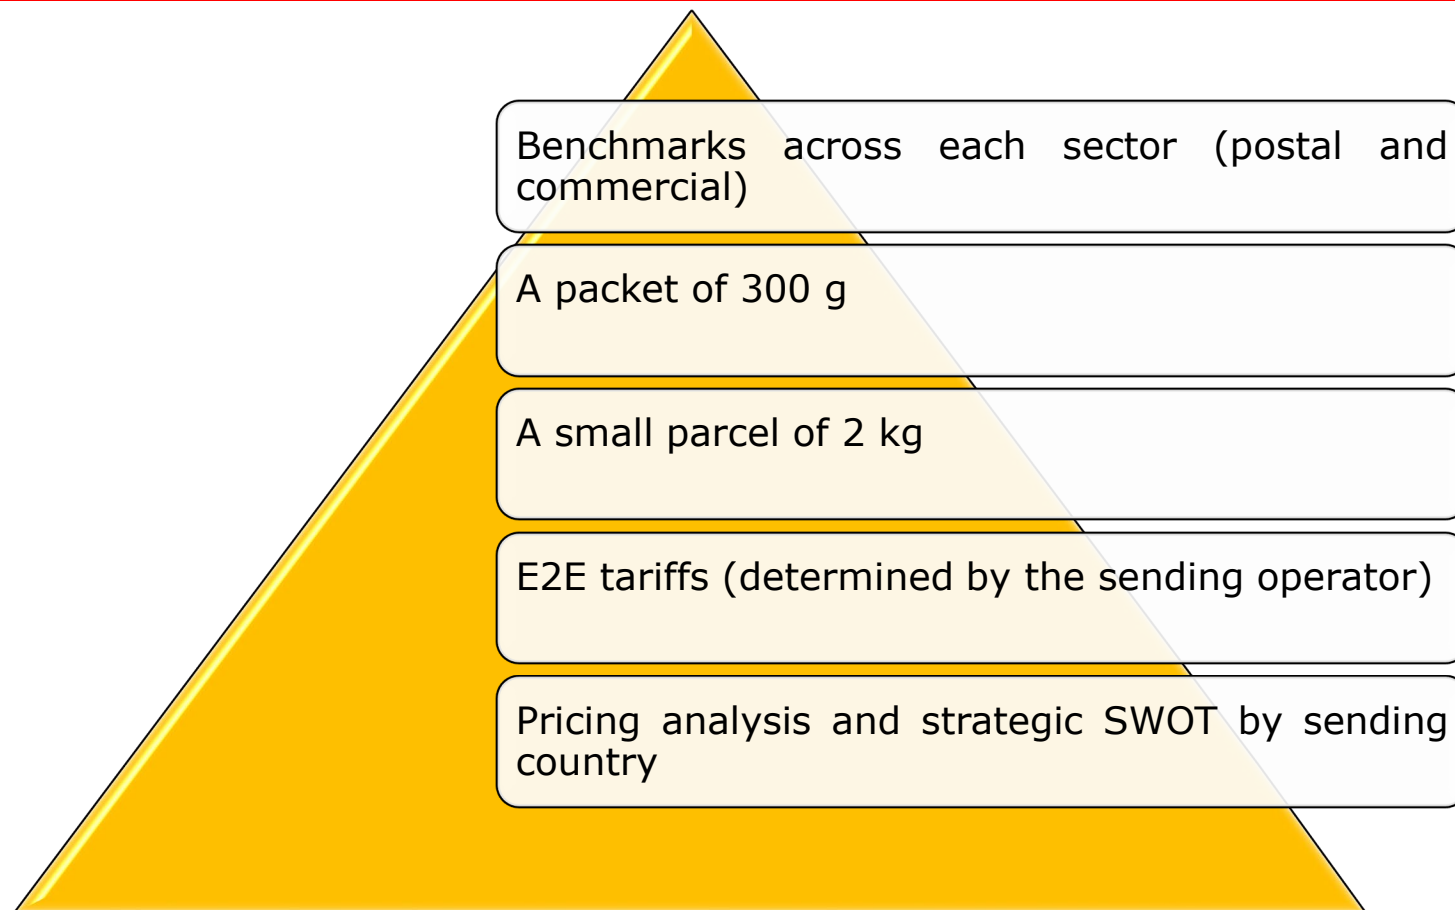 Benchmarks across each sector (postal and
commercial)
A packet of 300 g
A small parcel of 2 kg
E2E tariffs (determined by the sending operator)
Pricing analysis and strategic SWOT by sending
country